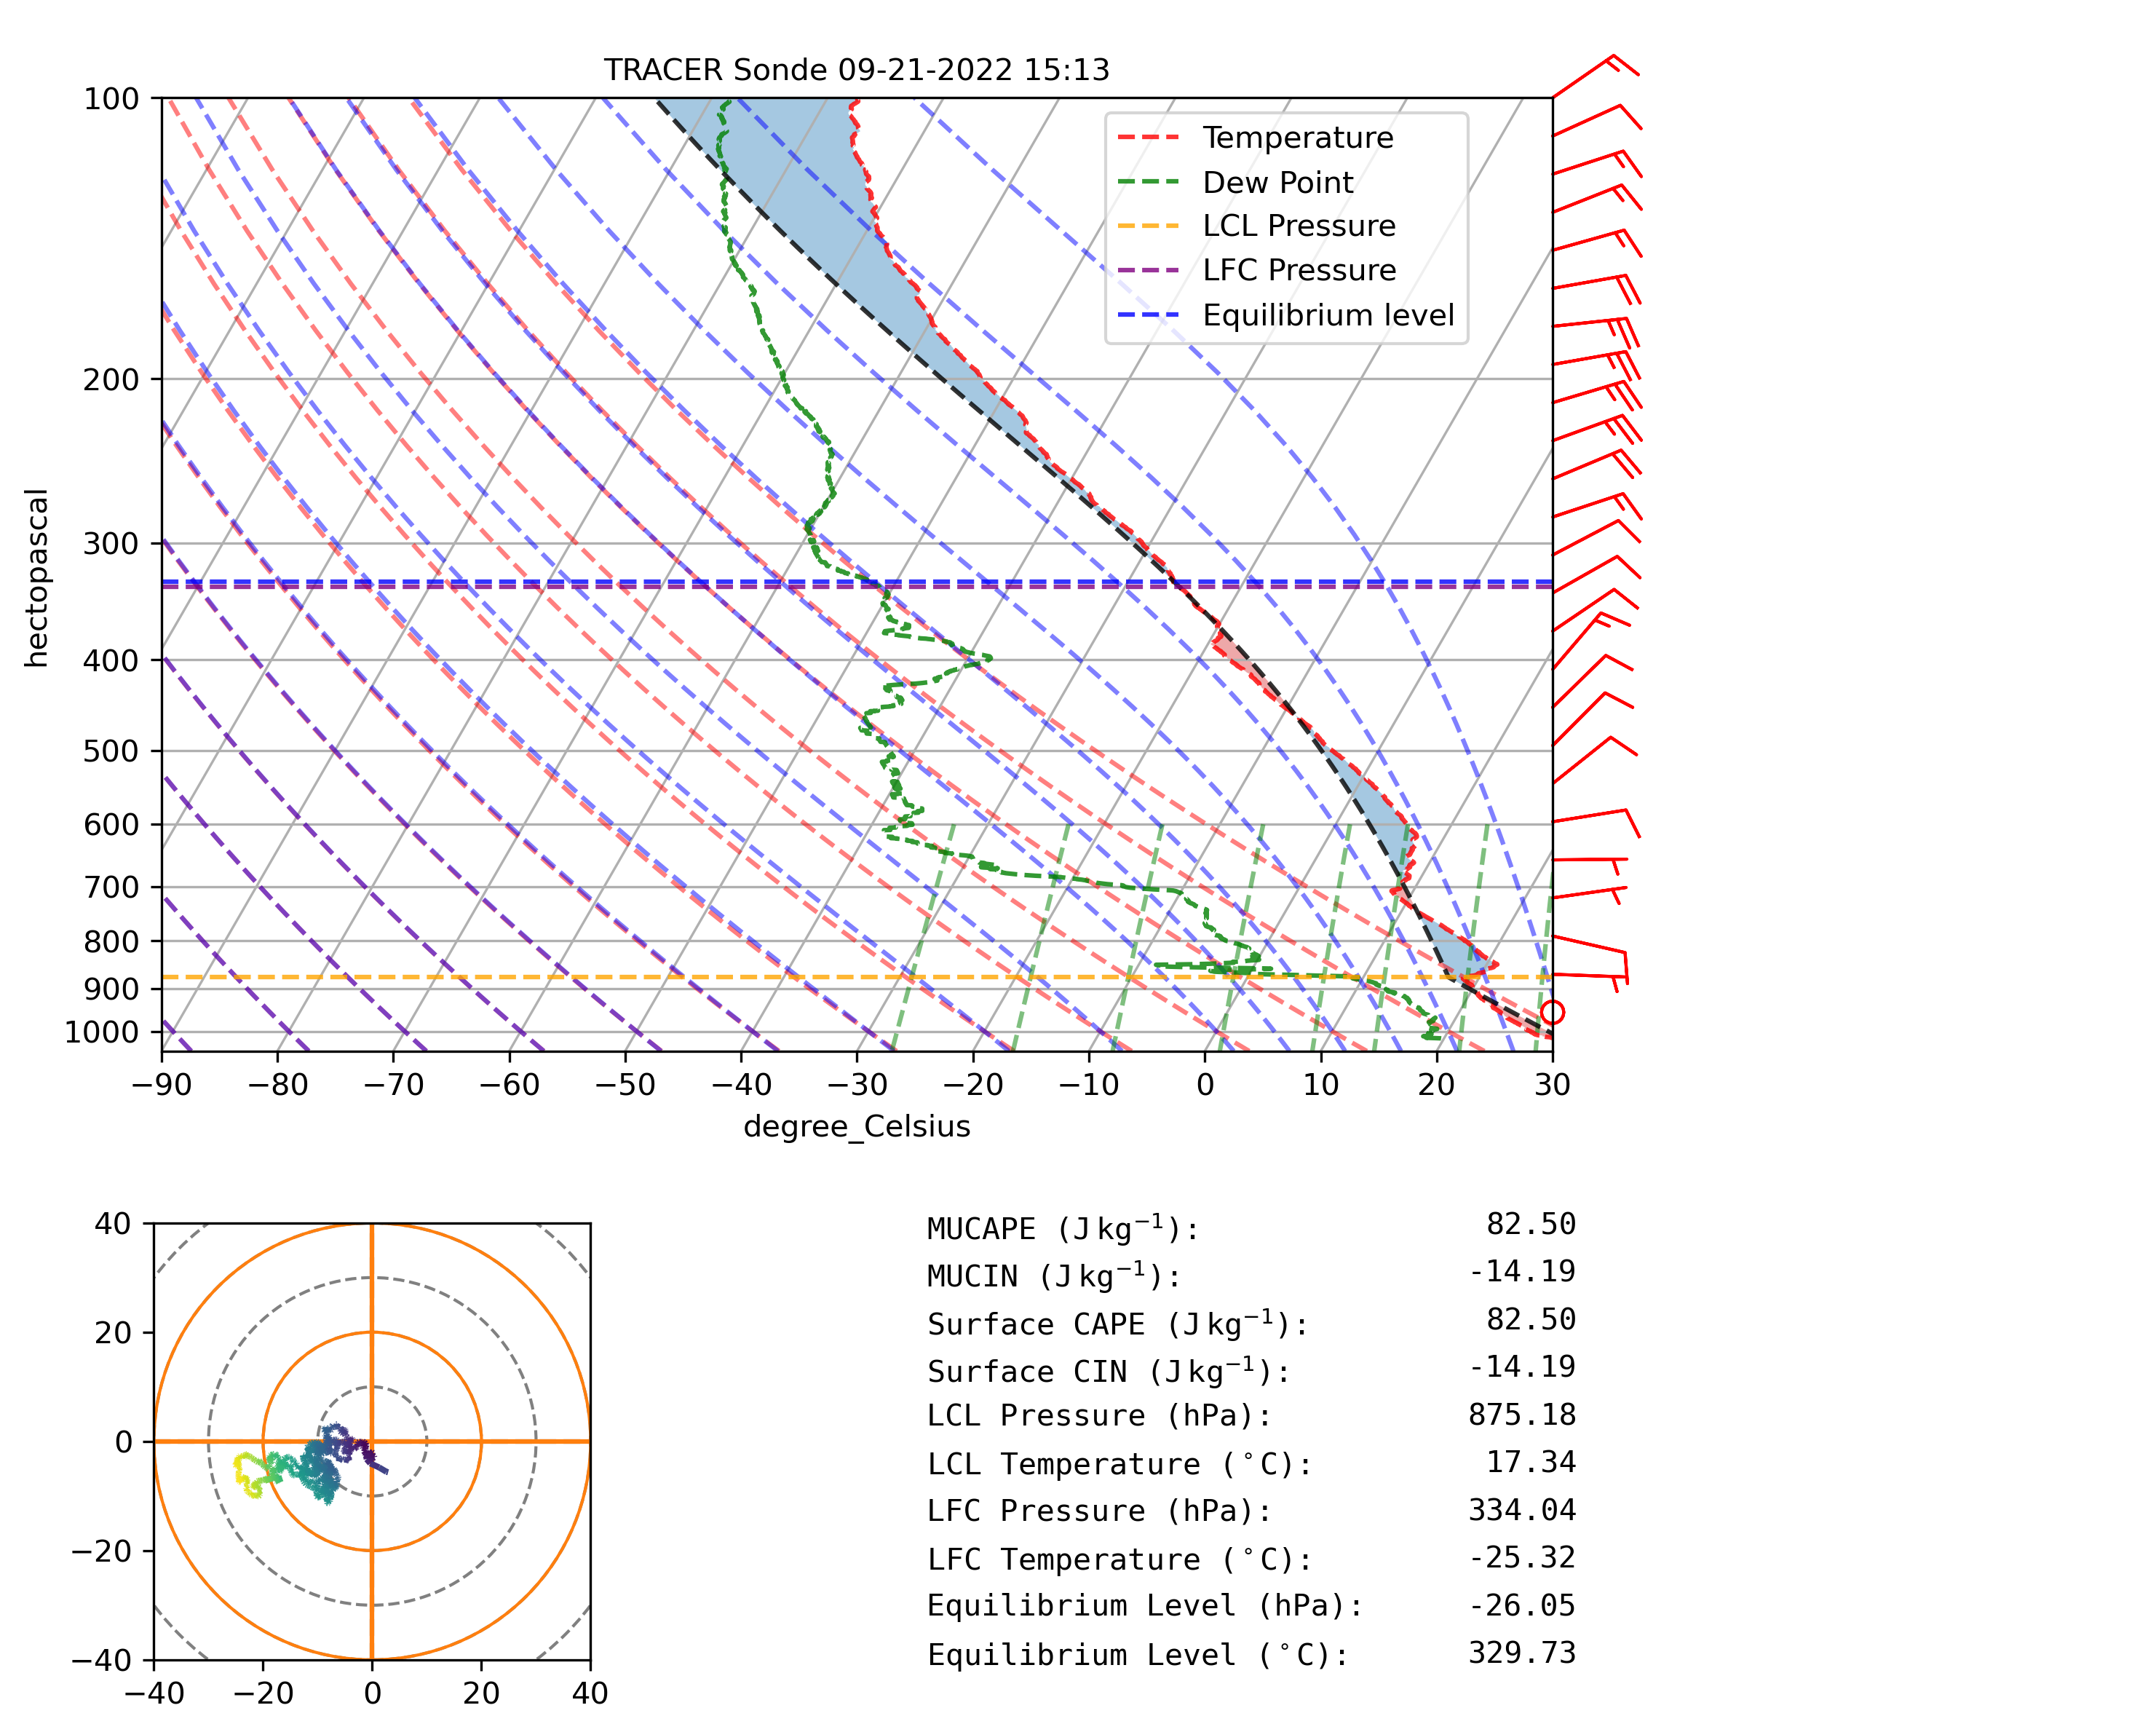 TRACER Sonde 09-21-2022 15:13
100
200
300
400
500
600
700
800
900
1000
hectopascal
−90 −80 −70 −60 −50 −40 −30 −20 −10 0 10 20 30
degree_Celsius
Temperature
Dew Point
LCL Pressure
LFC Pressure
Equilibrium level
40
20
0
−20
−40
−40 −20 0 20 40
MUCAPE (J kg⁻¹): 82.50
MUCIN (J kg⁻¹): -14.19
Surface CAPE (J kg⁻¹): 82.50
Surface CIN (J kg⁻¹): -14.19
LCL Pressure (hPa): 875.18
LCL Temperature (°C): 17.34
LFC Pressure (hPa): 334.04
LFC Temperature (°C): -25.32
Equilibrium Level (hPa): -26.05
Equilibrium Level (°C): 329.73